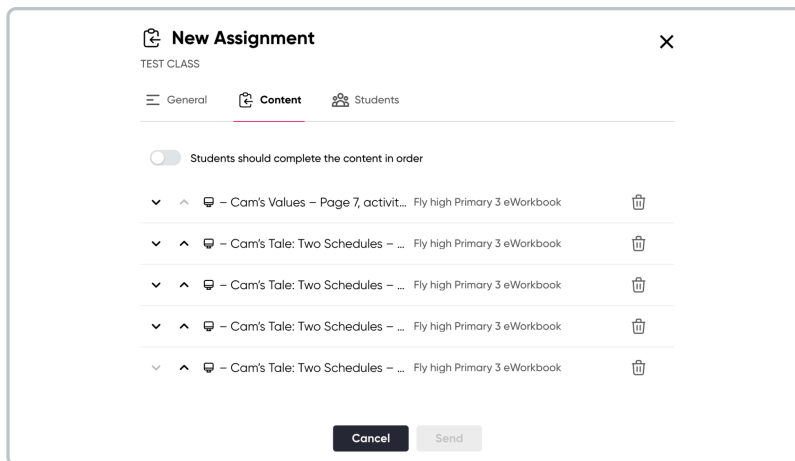 New Assignment
TEST CLASS
General Content Students
Students should complete the content in order
– Cam's Values – Page 7, activit... Fly high Primary 3 eWorkbook
– Cam's Tale: Two Schedules – ... Fly high Primary 3 eWorkbook
– Cam's Tale: Two Schedules – ... Fly high Primary 3 eWorkbook
– Cam's Tale: Two Schedules – ... Fly high Primary 3 eWorkbook
– Cam's Tale: Two Schedules – ... Fly high Primary 3 eWorkbook
Cancel Send